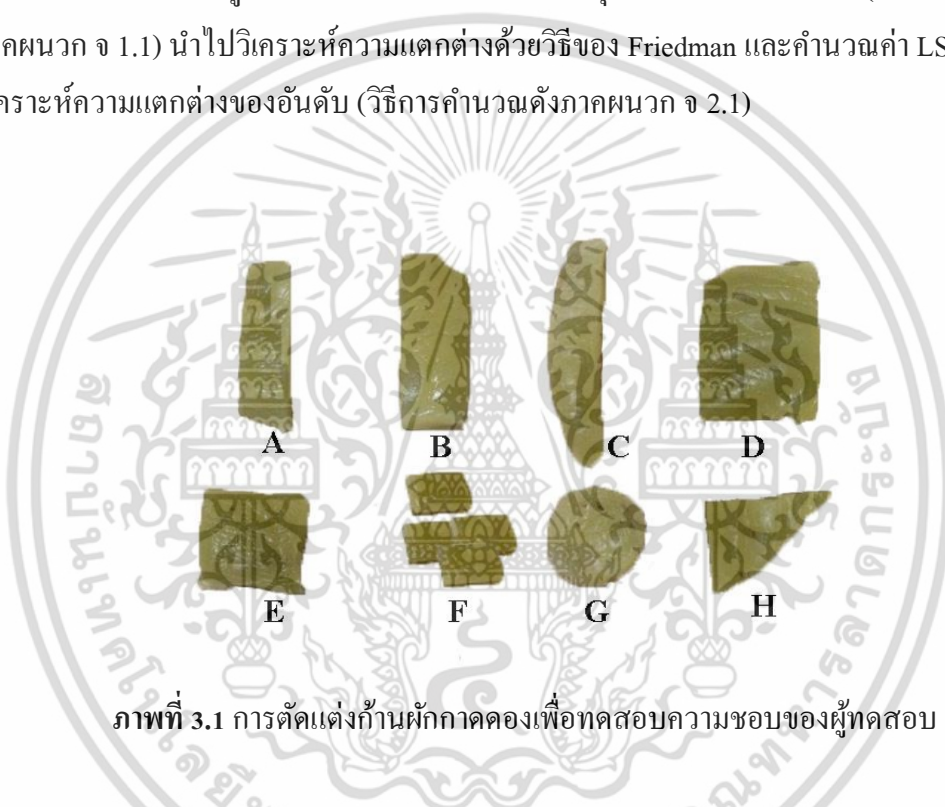 คผนวก จ 1.1) นำไปวิเคราะห์ความแตกต่างด้วยวิธีของ Friedman และคำนวณค่า LS
คราะห์ความแตกต่างของอันดับ (วิธีการคำนวณดังภาคผนวก จ 2.1)
A B C D
E F G H
ภาพที่ 3.1 การตัดแต่งก้านผักกาดดองเพื่อทดสอบความชอบของผู้ทดสอบ